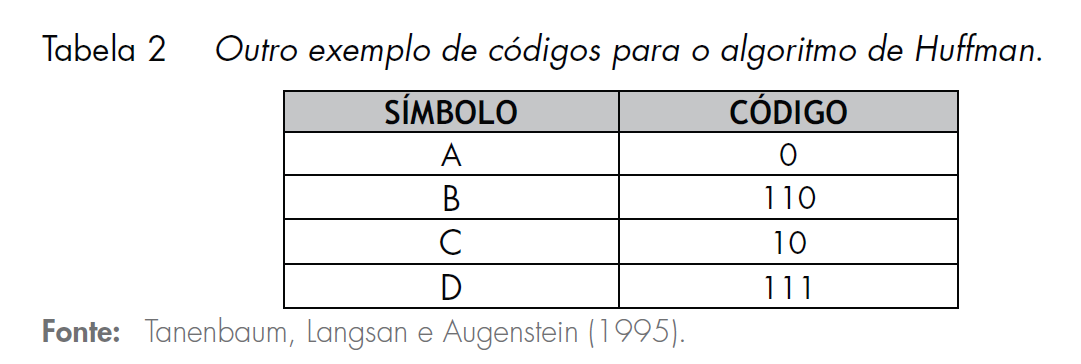 Tabela 2 Outro exemplo de códigos para o algoritmo de Huffman.
SÍMBOLO CÓDIGO
A 0
B 110
C 10
D 111
Fonte: Tanenbaum, Langsan e Augenstein (1995).